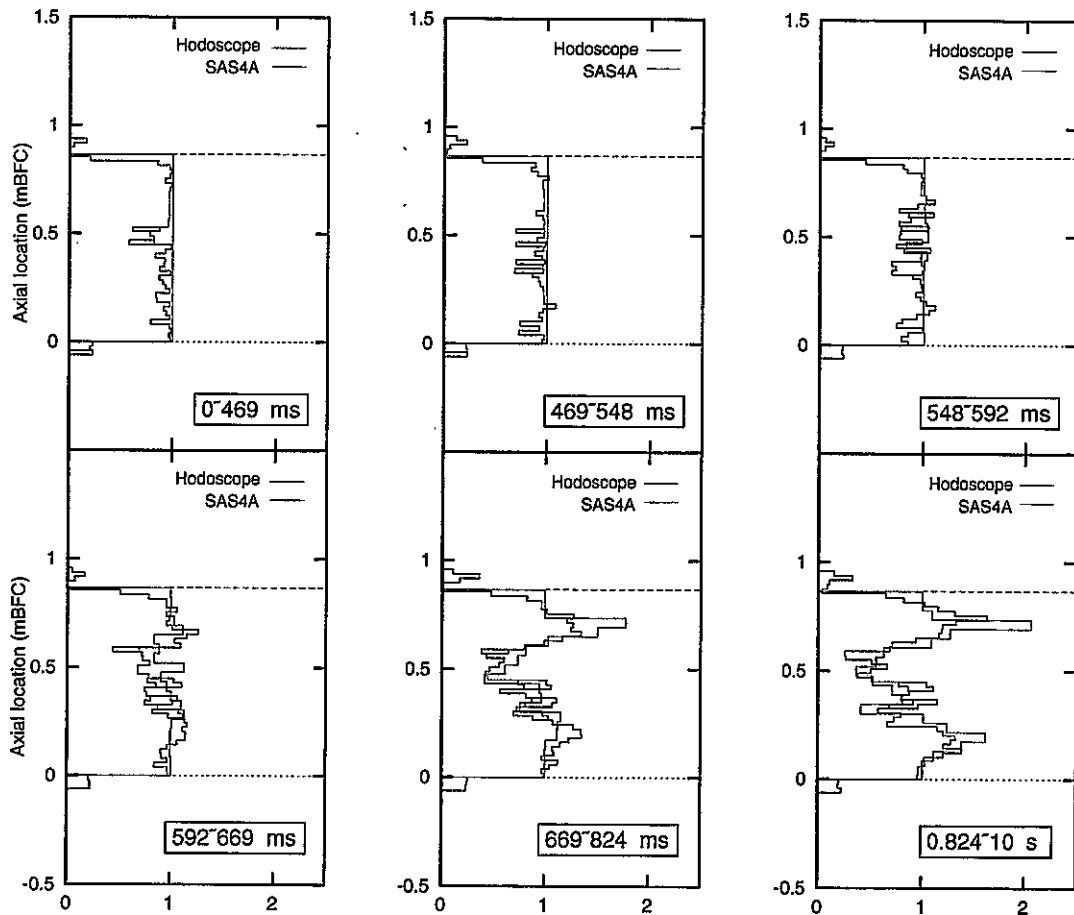 1.5
Hodoscope
SAS4A
1
Axial location (mBFC)
0.5
0
0~469 ms
1.5
Hodoscope
SAS4A
1
0.5
0
469~548 ms
1.5
Hodoscope
SAS4A
1
0.5
0
548~592 ms
Hodoscope
SAS4A
1
Axial location (mBFC)
0.5
0
592~669 ms
-0.5
0 1 2
Hodoscope
SAS4A
1
0.5
0
669~824 ms
-0.5
0 1 2
Hodoscope
SAS4A
1
0.5
0
0.824~10 s
-0.5
0 1 2